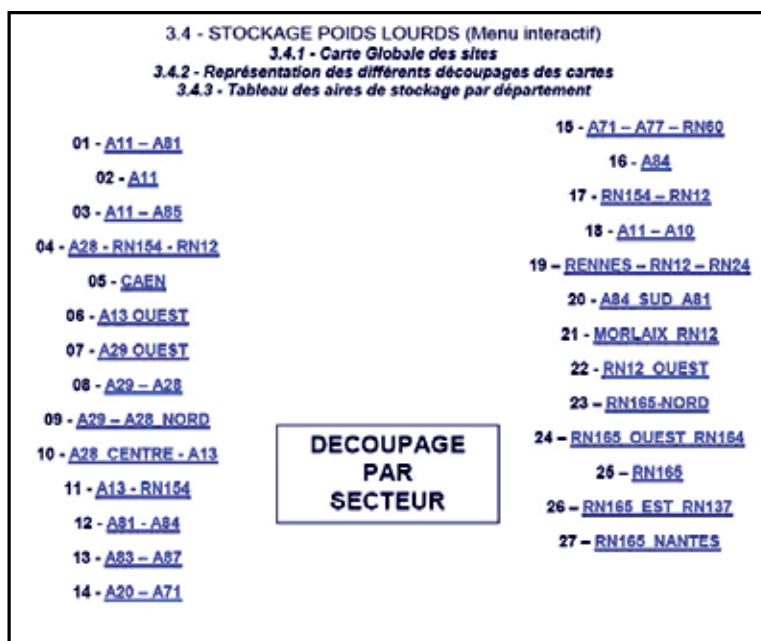 3.4 - STOCKAGE POIDS LOURDS (Menu interactif)
3.4.1 - Carte Globale des sites
3.4.2 - Représentation des différents découpages des cartes
3.4.3 - Tableau des aires de stockage par département
01 - A11 – A81
02 - A11
03 - A11 – A85
04 - A28 - RN154 - RN12
05 - CAEN
06 - A13 OUEST
07 - A29 OUEST
08 - A29 – A28
09 - A29 – A28 NORD
10 - A28 CENTRE - A13
11 - A13 - RN154
12 - A81 - A84
13 - A83 – A87
14 - A20 – A71
DECOUPAGE
PAR
SECTEUR
15 - A71 – A77 – RN60
16 - A84
17 - RN154 – RN12
18 - A11 – A10
19 – RENNES – RN12 – RN24
20 - A84 SUD A81
21 - MORLAIX RN12
22 - RN12 OUEST
23 - RN165-NORD
24 – RN165 OUEST RN164
25 – RN165
26 – RN165 EST RN137
27 – RN165 NANTES